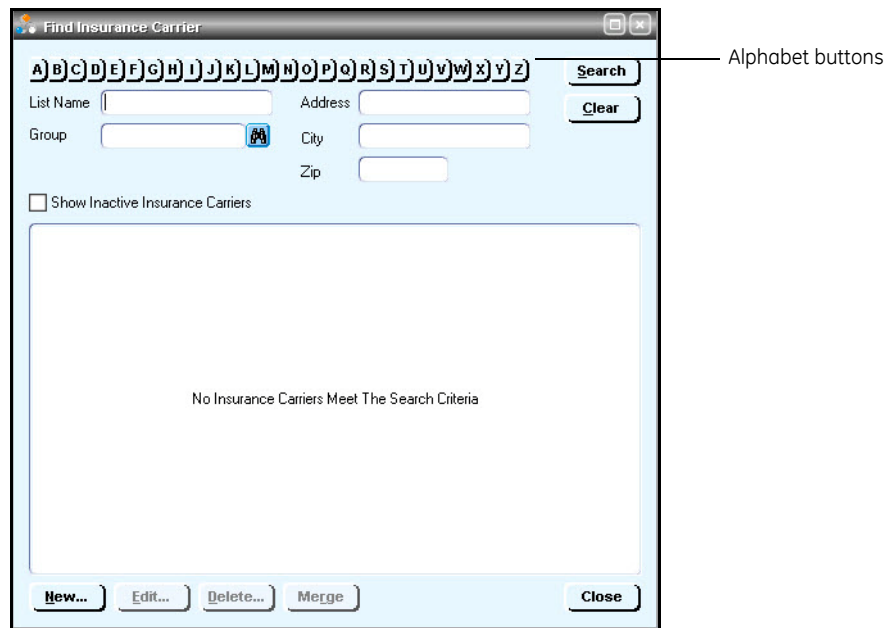 Find Insurance Carrier
A B C D E F G H I J K L M N O P Q R S T U V W X Y Z Search Alphabet buttons
List Name Address Clear
Group City
Zip
Show Inactive Insurance Carriers
No Insurance Carriers Meet The Search Criteria
New... Edit... Delete... Merge Close